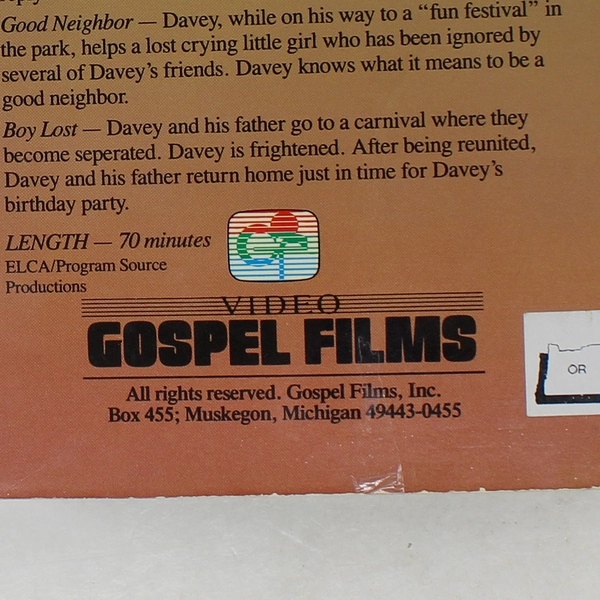 Good Neighbor — Davey, while on his way to a “fun festival” in
the park, helps a lost crying little girl who has been ignored by
several of Davey’s friends. Davey knows what it means to be a
good neighbor.
Boy Lost — Davey and his father go to a carnival where they
become seperated. Davey is frightened. After being reunited,
Davey and his father return home just in time for Davey’s
birthday party.
LENGTH — 70 minutes
ELCA/Program Source
Productions
VIDEO
GOSPEL FILMS
All rights reserved. Gospel Films, Inc.
Box 455; Muskegon, Michigan 49443-0455
OR